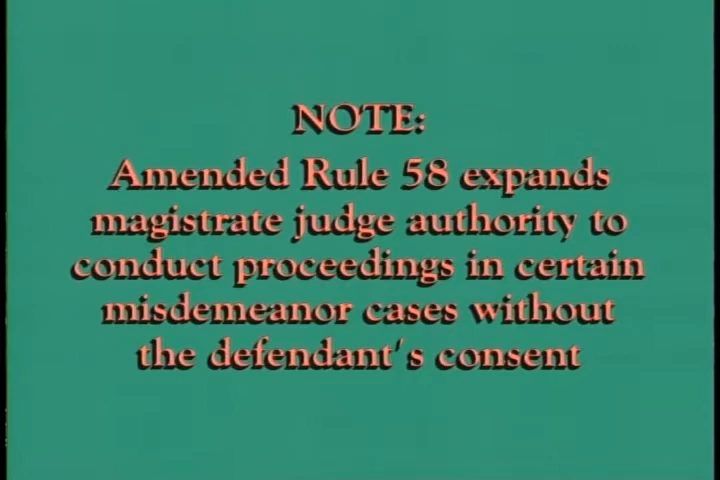 NOTE:
Amended Rule 58 expands
magistrate judge authority to
conduct proceedings in certain
misdemeanor cases without
the defendant's consent